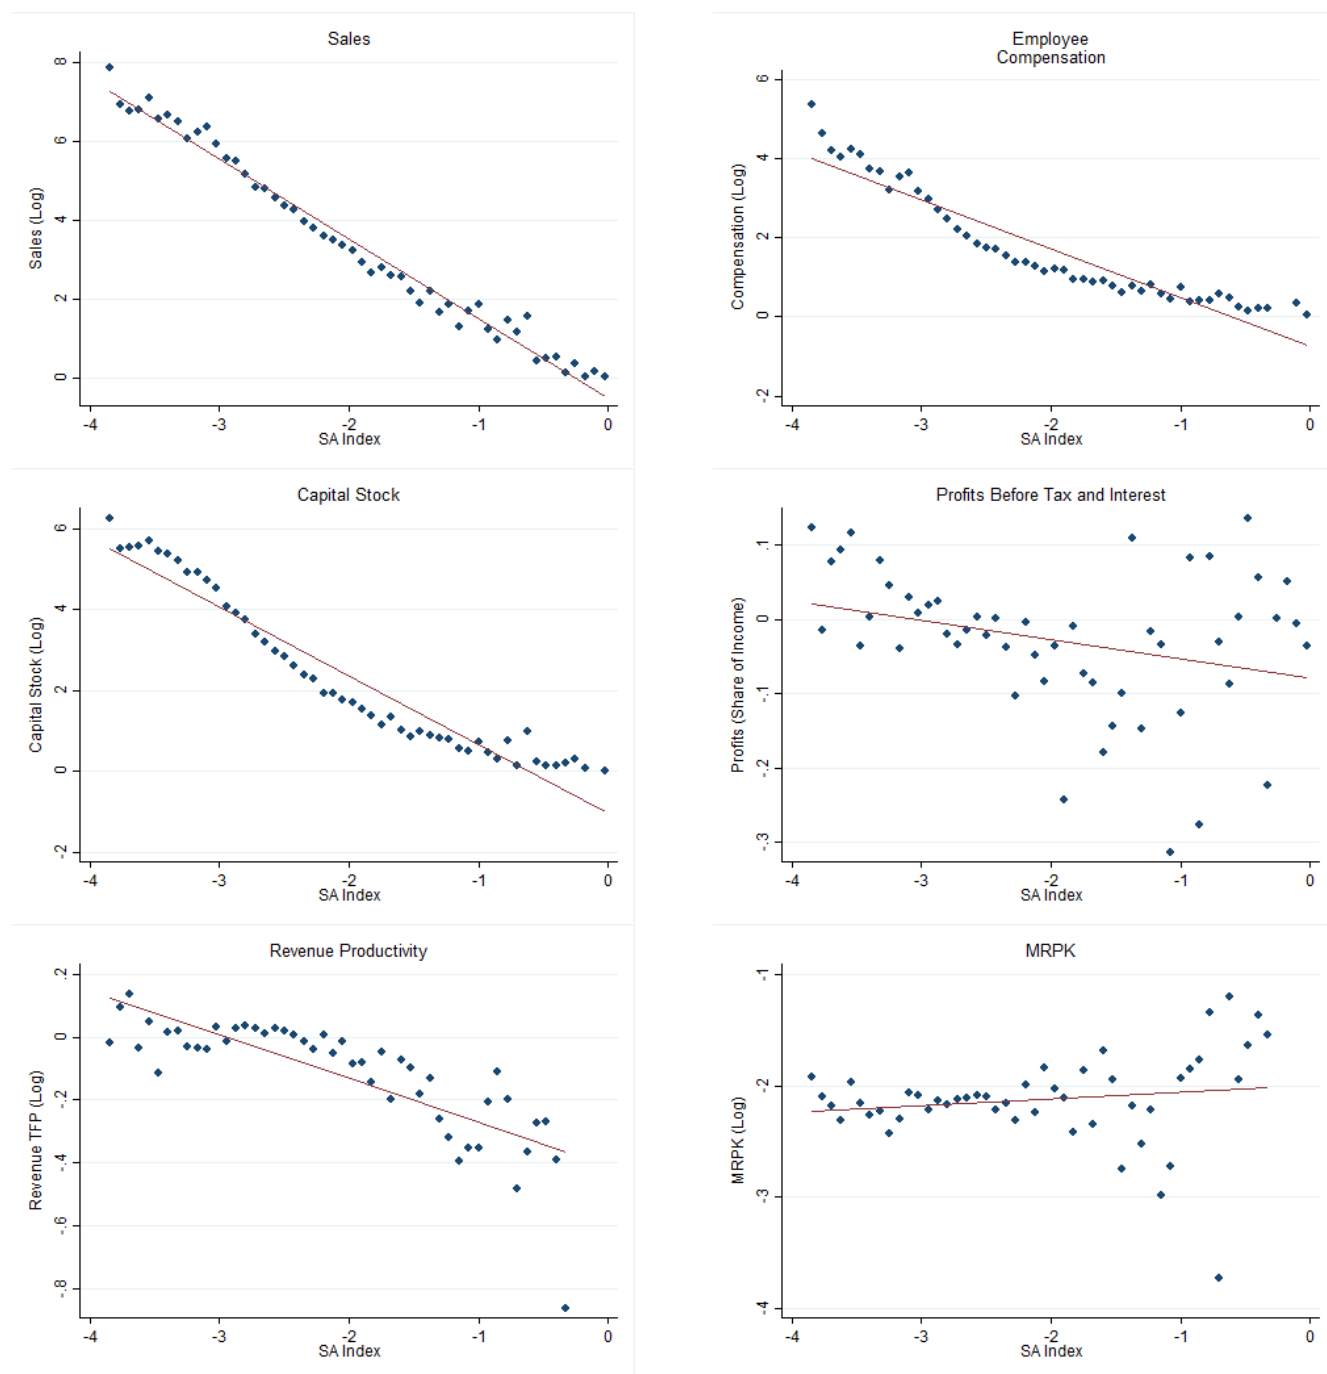 Sales
8
6
4
2
0
Sales (Log)
-4 -3 -2 -1 0
SA Index
Employee
Compensation
6
4
2
0
-2
Compensation (Log)
-4 -3 -2 -1 0
SA Index
Capital Stock
6
4
2
0
-2
Capital Stock (Log)
-4 -3 -2 -1 0
SA Index
Profits Before Tax and Interest
.1
0
-.1
-.2
-.3
Profits (Share of Income)
-4 -3 -2 -1 0
SA Index
Revenue Productivity
.2
0
-.2
-.4
-.6
-.8
Revenue TFP (Log)
-4 -3 -2 -1 0
SA Index
MRPK
-1
-2
-3
-4
MRPK (Log)
-4 -3 -2 -1 0
SA Index